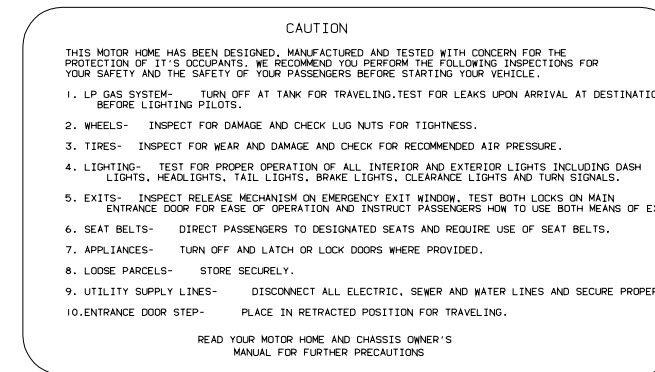 CAUTION
THIS MOTOR HOME HAS BEEN DESIGNED, MANUFACTURED AND TESTED WITH CONCERN FOR THE
PROTECTION OF IT'S OCCUPANTS. WE RECOMMEND YOU PERFORM THE FOLLOWING INSPECTIONS FOR
YOUR SAFETY AND THE SAFETY OF YOUR PASSENGERS BEFORE STARTING YOUR VEHICLE.
1. LP GAS SYSTEM- TURN OFF AT TANK FOR TRAVELING.TEST FOR LEAKS UPON ARRIVAL AT
BEFORE LIGHTING PILOTS.
2. WHEELS- INSPECT FOR DAMAGE AND CHECK LUG NUTS FOR TIGHTNESS.
3. TIRES- INSPECT FOR WEAR AND DAMAGE AND CHECK FOR RECOMMENDED AIR PRESSURE.
4. LIGHTING- TEST FOR PROPER OPERATION OF ALL INTERIOR AND EXTERIOR LIGHTS INCLUDING DASH
LIGHTS, HEADLIGHTS, TAIL LIGHTS, BRAKE LIGHTS, CLEARANCE LIGHTS AND TURN SIGNALS.
5. EXITS- INSPECT RELEASE MECHANISM ON EMERGENCY EXIT WINDOW, TEST BOTH LOCKS ON MAIN
ENTRANCE DOOR FOR EASE OF OPERATION AND INSTRUCT PASSENGERS HOW TO USE BOTH MEANS OF
6. SEAT BELTS- DIRECT PASSENGERS TO DESIGNATED SEATS AND REQUIRE USE OF SEAT BELTS.
7. APPLIANCES- TURN OFF AND LATCH OR LOCK DOORS WHERE PROVIDED.
8. LOOSE PARCELS- STORE SECURELY.
9. UTILITY SUPPLY LINES- DISCONNECT ALL ELECTRIC, SEWER AND WATER LINES AND SECURE
10.ENTRANCE DOOR STEP- PLACE IN RETRACTED POSITION FOR TRAVELING.
READ YOUR MOTOR HOME AND CHASSIS OWNER'S
MANUAL FOR FURTHER PRECAUTIONS